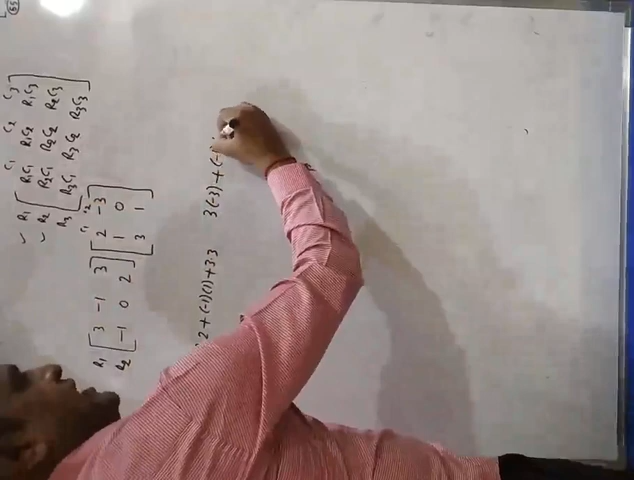 C1 C2 C3
✓ R1 [ R1C1 R1C2 R1C3
✓ R2 R2C1 R2C2 R2C3
R3 R3C1 R3C2 R3C3 ]
C1 C2
R1 [ 3 -1 3 [ 2 -3
R2 -1 0 2 ] 1 0
3 1 ]
2 + (-1)(1) + 3.3 3(-3) + (-1)